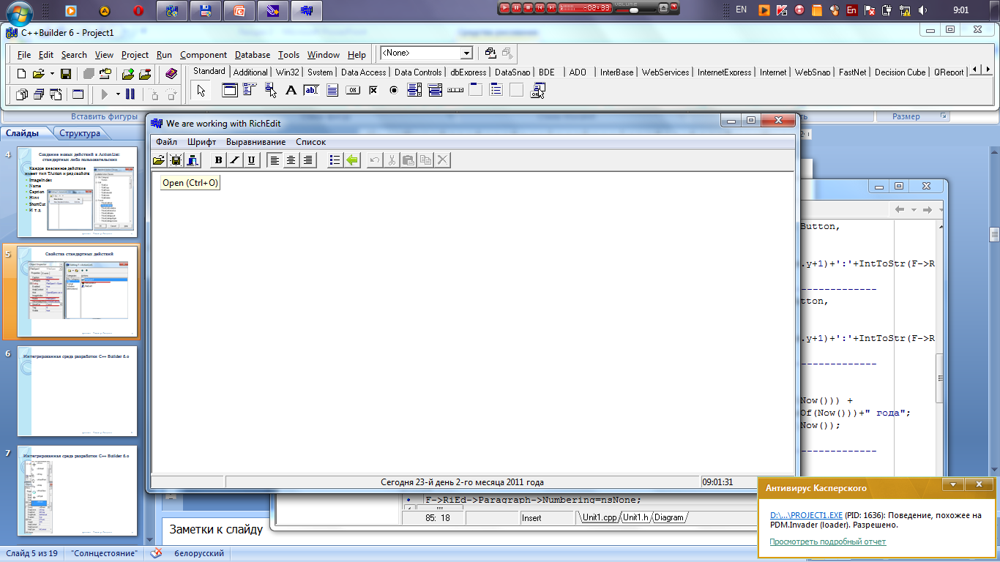 EN
-02:33
VOLUME
En
9:01
C++Builder 6 - Project1
File Edit Search View Project Run Component Database Tools Window Help
<None>
Standard Additional Win32 System Data Access Data Controls dbExpress DataSnap BDE ADO InterBase WebServices InternetExpress Internet WebSnap FastNet Decision Cube QReport
Вставить фигуры
Размер
Слайды Структура
We are working with RichEdit
Файл Шрифт Выравнивание Список
B I U
Open (Ctrl+O)
4
Создание новых действий в ActionList:
стандартных либо пользовательских
Каждое внесенное действие
имеет тип TAction и ряд свойств:
ImageIndex
Name
Caption
Hint
ShortCut
И т.д.
5
Свойства стандартных действий
6
Интегрированная среда разработки C++ Builder 6.0
7
Интегрированная среда разработки C++ Builder 6.0
Button,
.y+1)+':'+IntToStr(F->R
-------------
tton,
.y+1)+':'+IntToStr(F->R
-------------
Now())) +
Of(Now()))+" года";
Now());
-------------
Сегодня 23-й день 2-го месяца 2011 года
09:01:31
F->RiEd->Paragraph->Numbering=nsNone;
85: 18
Insert
Unit1.cpp Unit1.h Diagram
Заметки к слайду
Антивирус Касперского
D:\...\PROJECT1.EXE (PID: 1636): Поведение, похожее на
PDM.Invader (loader). Разрешено.
Просмотреть подробный отчет
Слайд 5 из 19
"Солнцестояние"
белорусский